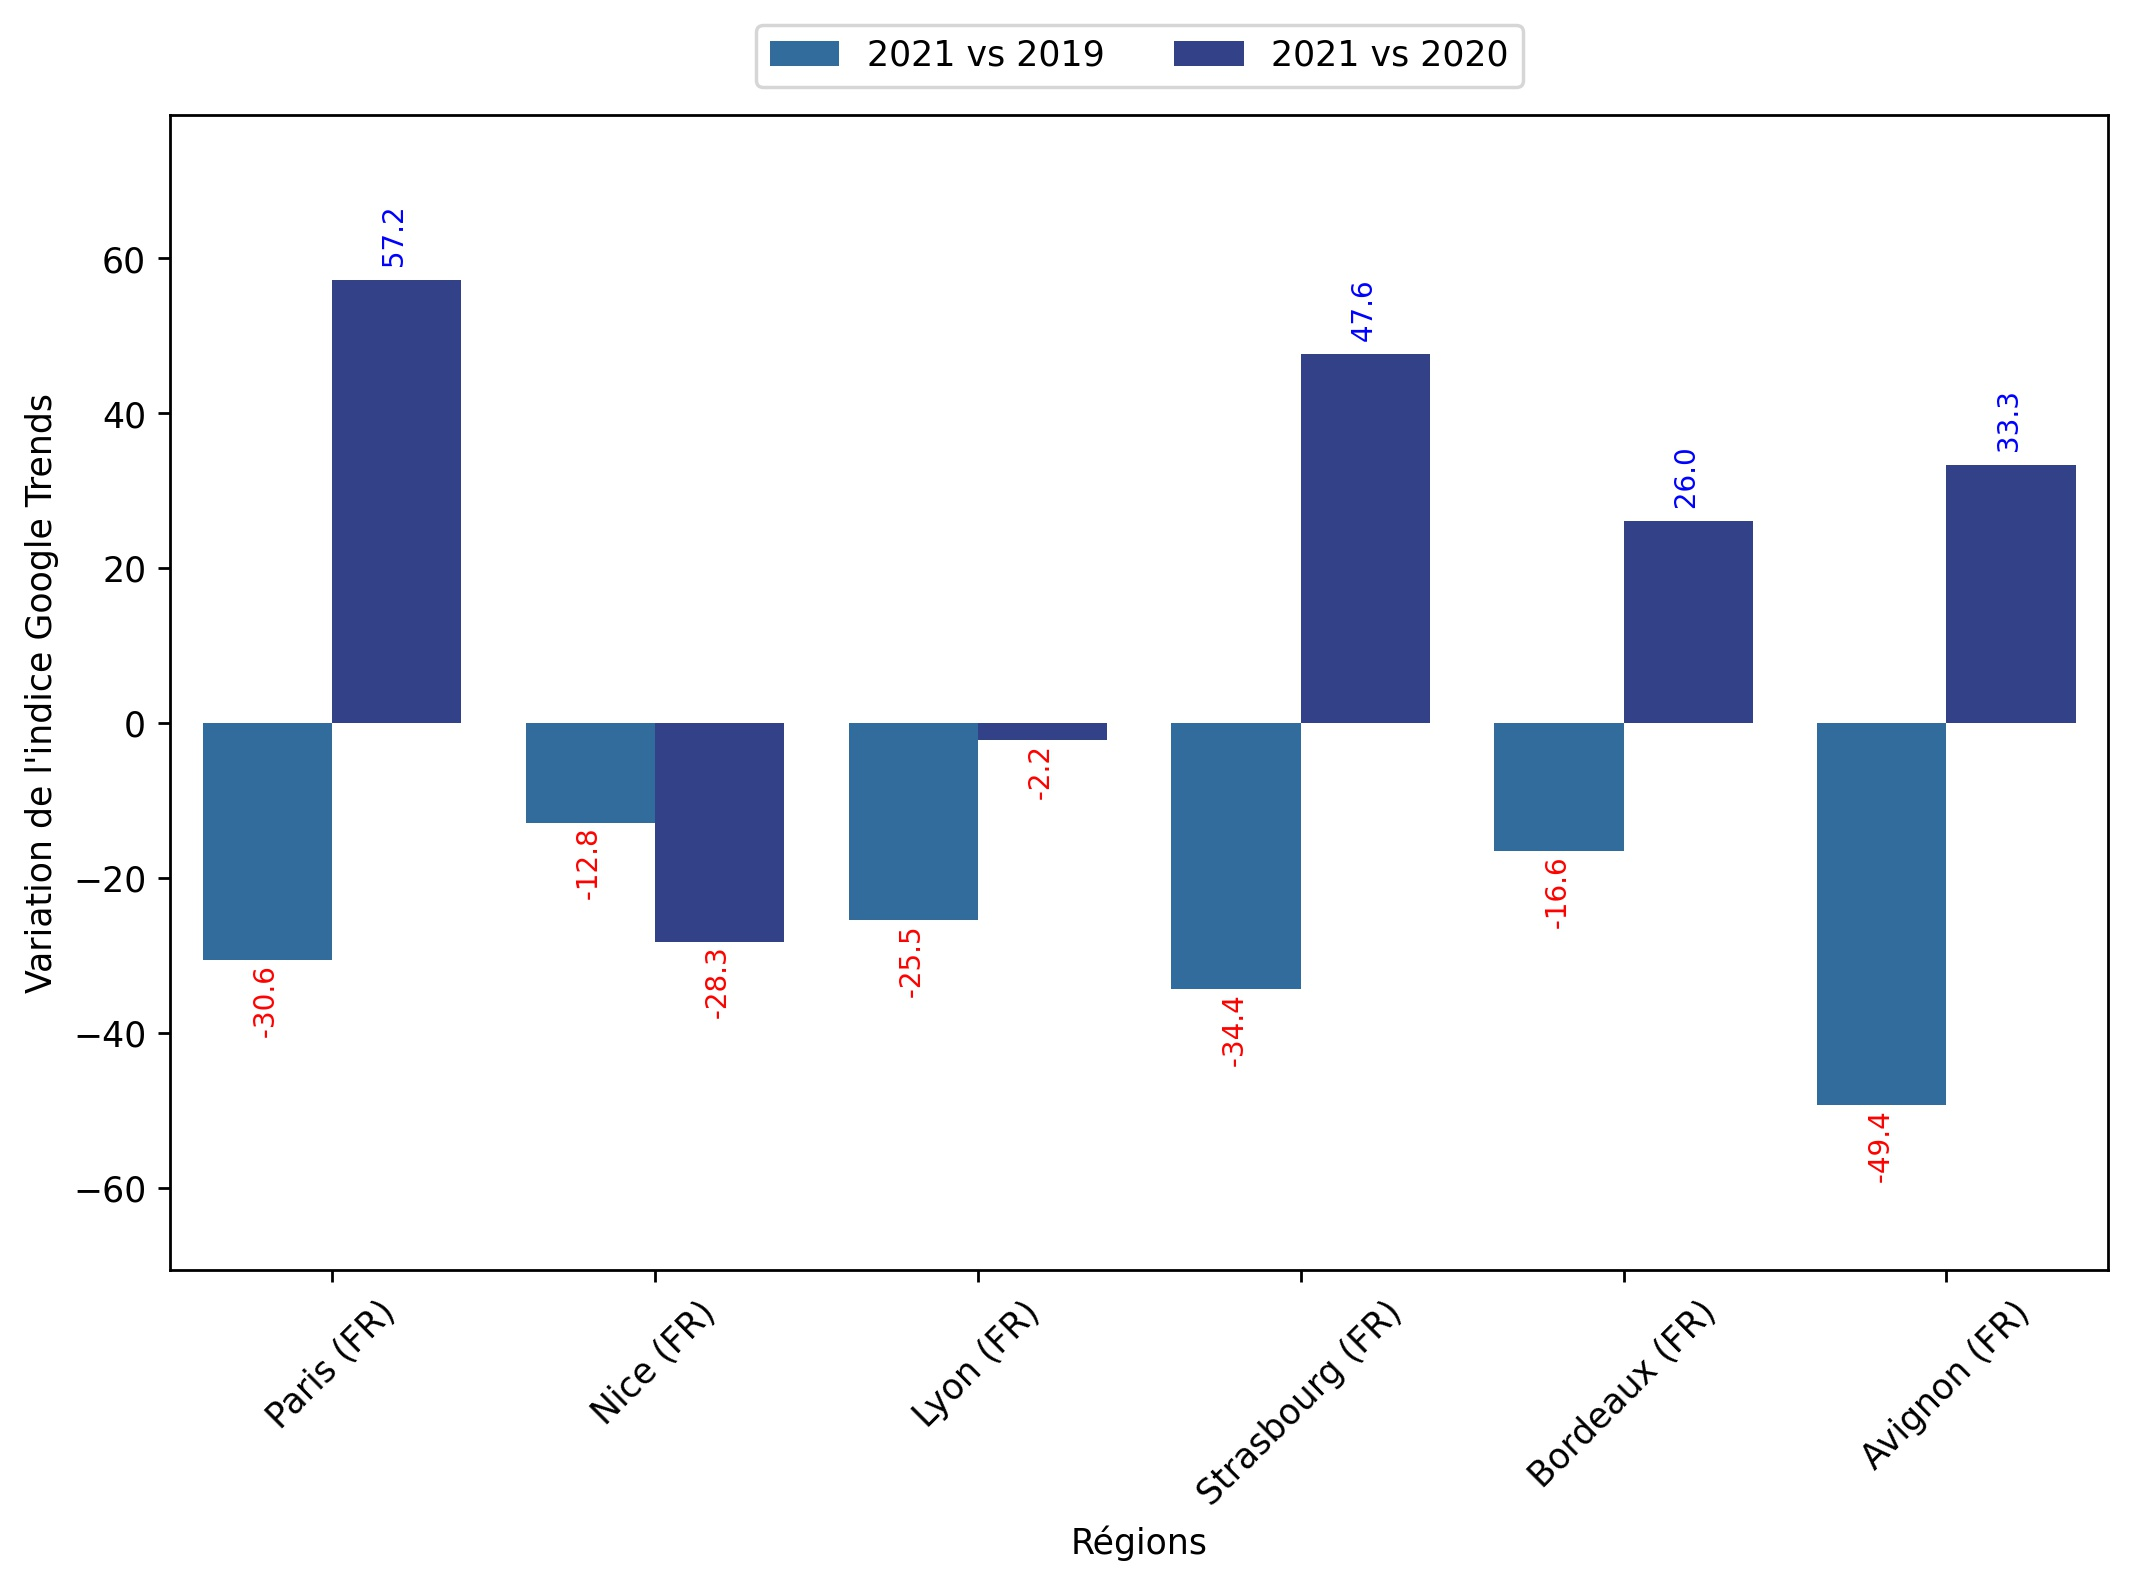 2021 vs 2019
2021 vs 2020
Variation de l'indice Google Trends
60
40
20
0
−20
−40
−60
-30.6
57.2
-12.8
-28.3
-25.5
-2.2
-34.4
47.6
-16.6
26.0
-49.4
33.3
Paris (FR)
Nice (FR)
Lyon (FR)
Strasbourg (FR)
Bordeaux (FR)
Avignon (FR)
Régions